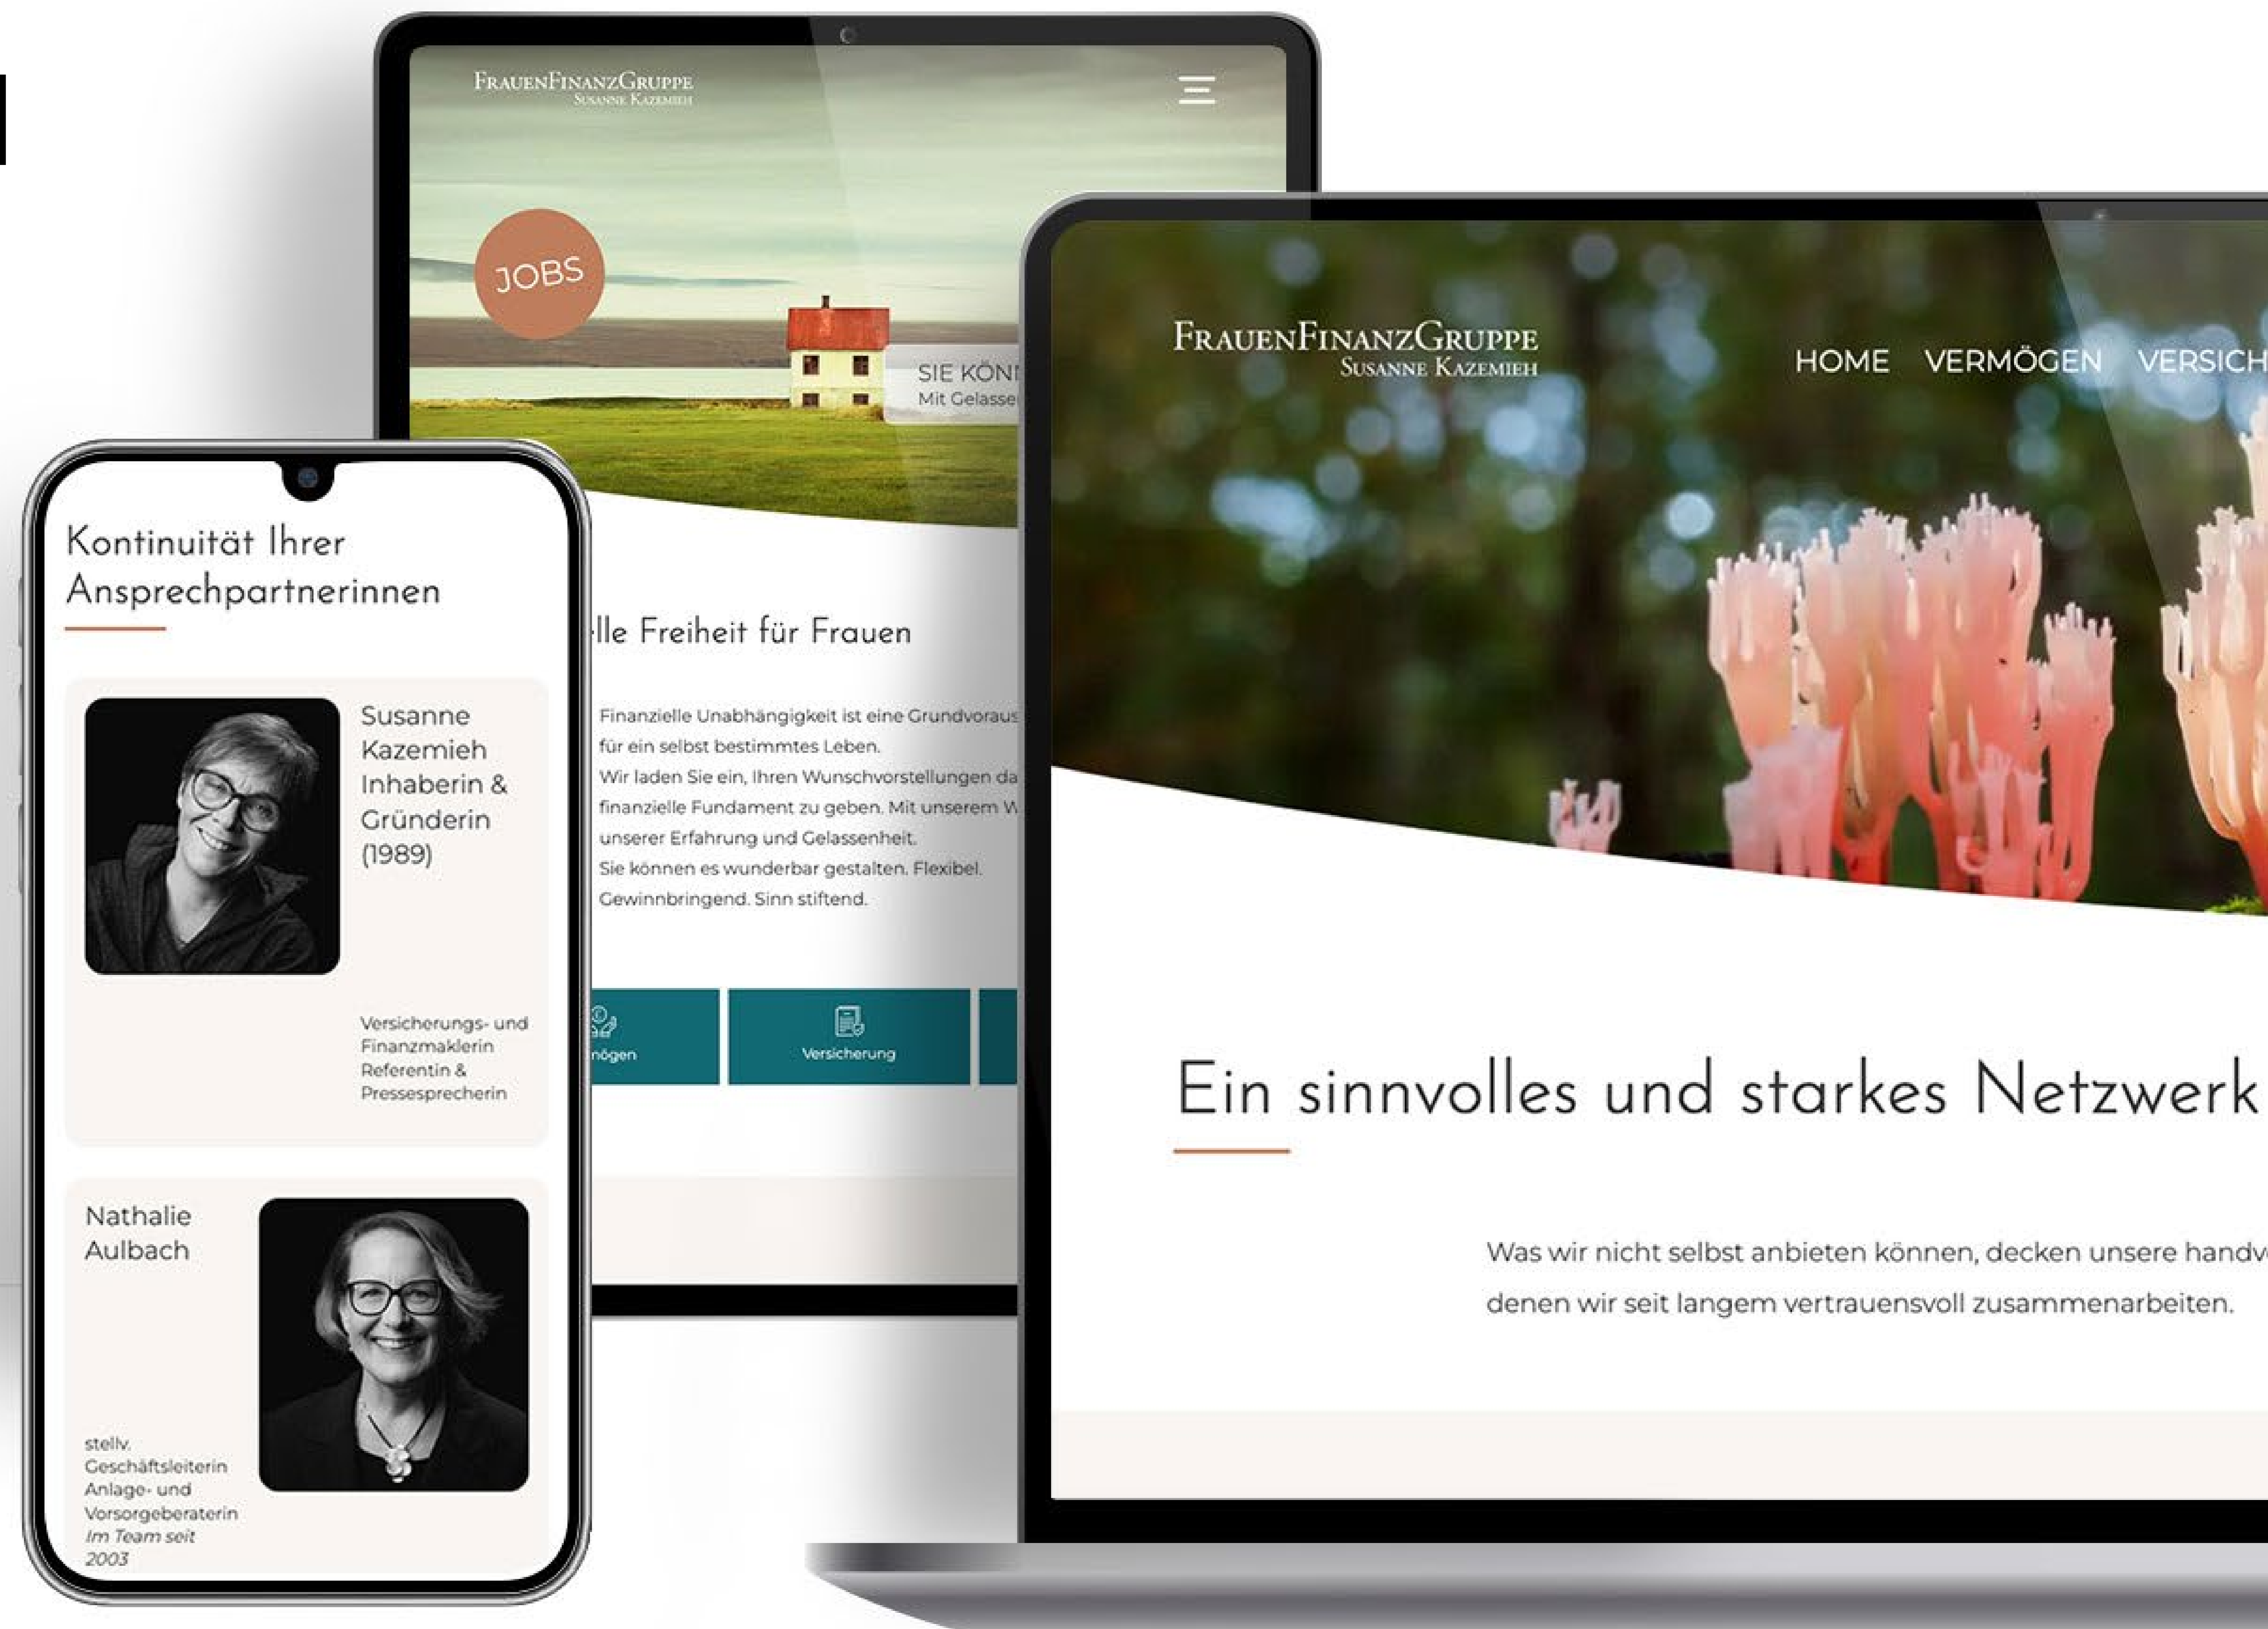 FrauenFinanzGruppe
Susanne Kazemieh
JOBS
SIE KÖN
Mit Gelasse
lle Freiheit für Frauen
Finanzielle Unabhängigkeit ist eine Grundvoraus
für ein selbst bestimmtes Leben.
Wir laden Sie ein, Ihren Wunschvorstellungen da
finanzielle Fundament zu geben. Mit unserem W
unserer Erfahrung und Gelassenheit.
Sie können es wunderbar gestalten. Flexibel.
Gewinnbringend. Sinn stiftend.
nögen
Versicherung
Kontinuität Ihrer
Ansprechpartnerinnen
Susanne
Kazemieh
Inhaberin &
Gründerin
(1989)
Versicherungs- und
Finanzmaklerin
Referentin &
Pressesprecherin
Nathalie
Aulbach
stellv.
Geschäftsleiterin
Anlage- und
Vorsorgeberaterin
Im Team seit
2003
FrauenFinanzGruppe
Susanne Kazemieh
HOME VERMÖGEN VERSICH
Ein sinnvolles und starkes Netzwerk
Was wir nicht selbst anbieten können, decken unsere handv
denen wir seit langem vertrauensvoll zusammenarbeiten.